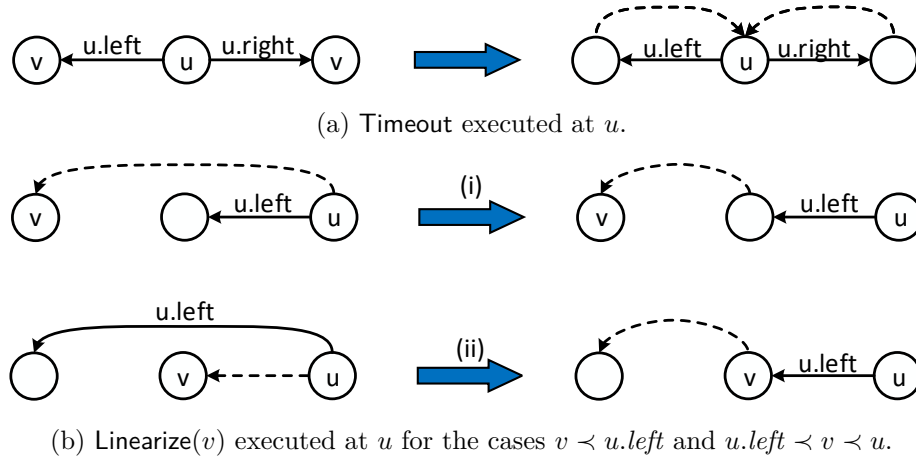 v u.left u u.right v u.left u u.right
(a) Timeout executed at u.
v u.left u (i) v u.left u
u.left
v u (ii) v u.left u
(b) Linearize(v) executed at u for the cases v ≺ u.left and u.left ≺ v ≺ u.